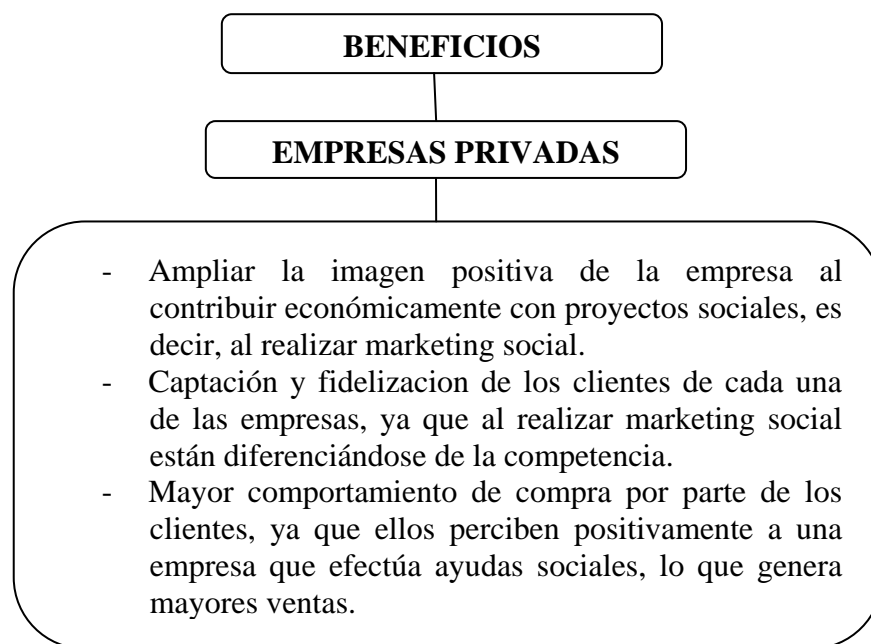 BENEFICIOS
EMPRESAS PRIVADAS
- Ampliar la imagen positiva de la empresa al
contribuir económicamente con proyectos sociales, es
decir, al realizar marketing social.
- Captación y fidelizacion de los clientes de cada una
de las empresas, ya que al realizar marketing social
están diferenciándose de la competencia.
- Mayor comportamiento de compra por parte de los
clientes, ya que ellos perciben positivamente a una
empresa que efectúa ayudas sociales, lo que genera
mayores ventas.